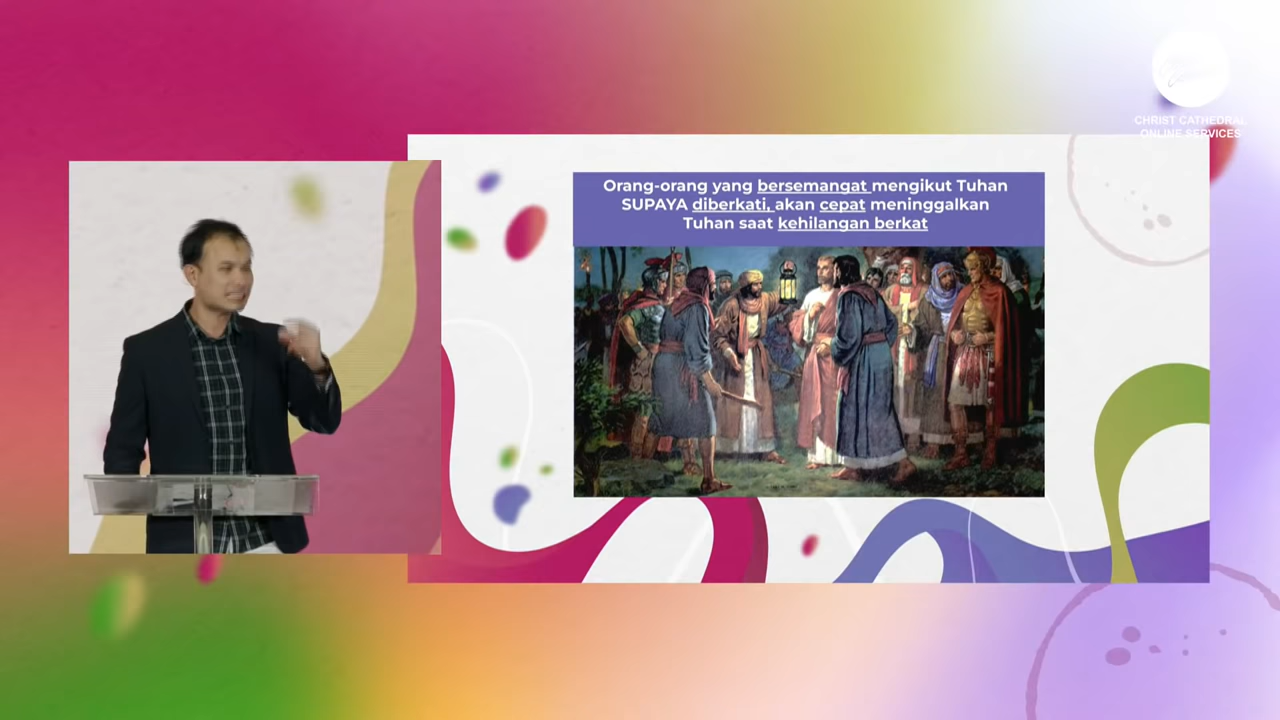 CHRIST CATHEDRAL
ONLINE SERVICES
Orang-orang yang bersemangat mengikut Tuhan
SUPAYA diberkati, akan cepat meninggalkan
Tuhan saat kehilangan berkat